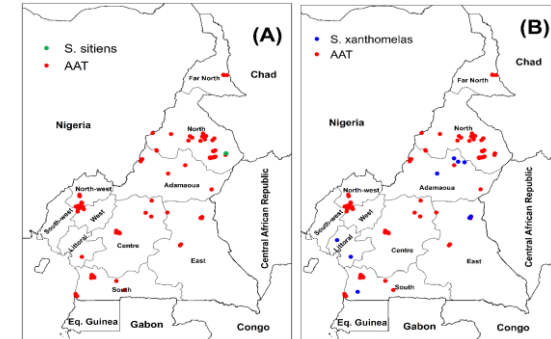 (A)
S. sitiens
AAT
Chad
Far North
Nigeria
North
North-west
Adamaoua
South-west
West
Littoral
Centre
East
Central African Republic
South
Eq. Guinea
Gabon
Congo
(B)
S. xanthomelas
AAT
Chad
Far North
Nigeria
North
North-west
Adamaoua
South-west
West
Littoral
Centre
East
Central African Republic
South
Eq. Guinea
Gabon
Congo